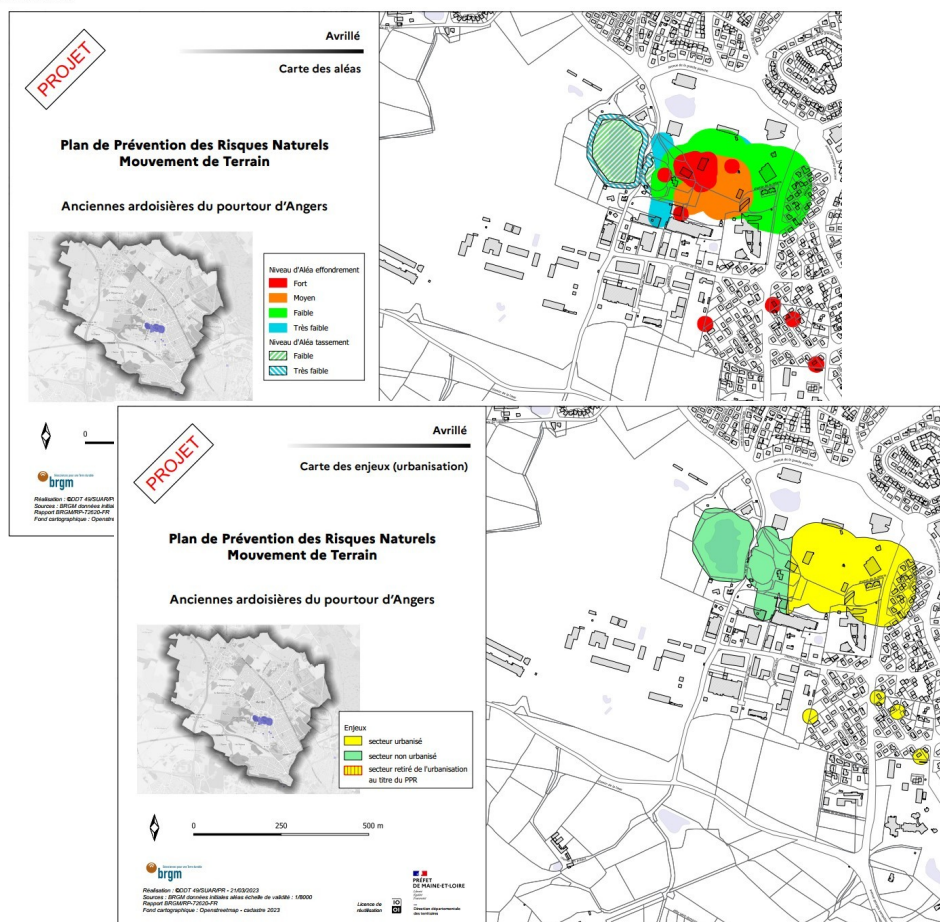 Avrillé
PROJET
Carte des aléas
Plan de Prévention des Risques Naturels
Mouvement de Terrain
Anciennes ardoisières du pourtour d'Angers
Niveau d'Aléa effondrement
Fort
Moyen
Faible
Très faible
Niveau d'Aléa tassement
Faible
Très faible
0
brgm
Réalisation : ©DDT 49/SUAR/PR
Sources : BRGM données initial
Rapport BRGM/RP-72620-FR
Fond cartographique : Openstre
Avrillé
PROJET
Carte des enjeux (urbanisation)
Plan de Prévention des Risques Naturels
Mouvement de Terrain
Anciennes ardoisières du pourtour d'Angers
Enjeux
secteur urbanisé
secteur non urbanisé
secteur retiré de l'urbanisation
au titre du PPR
0 250 500 m
brgm
Réalisation : ©DDT 49/SUAR/PR - 21/03/2023
Sources : BRGM données initiales aléas échelle de validité : 1/8000
Rapport BRGM/RP-72620-FR
Fond cartographique : Openstreetmap - cadastre 2023
Licence de
réutilisation
PRÉFET
DE MAINE-ET-LOIRE
Direction départementale
des territoires